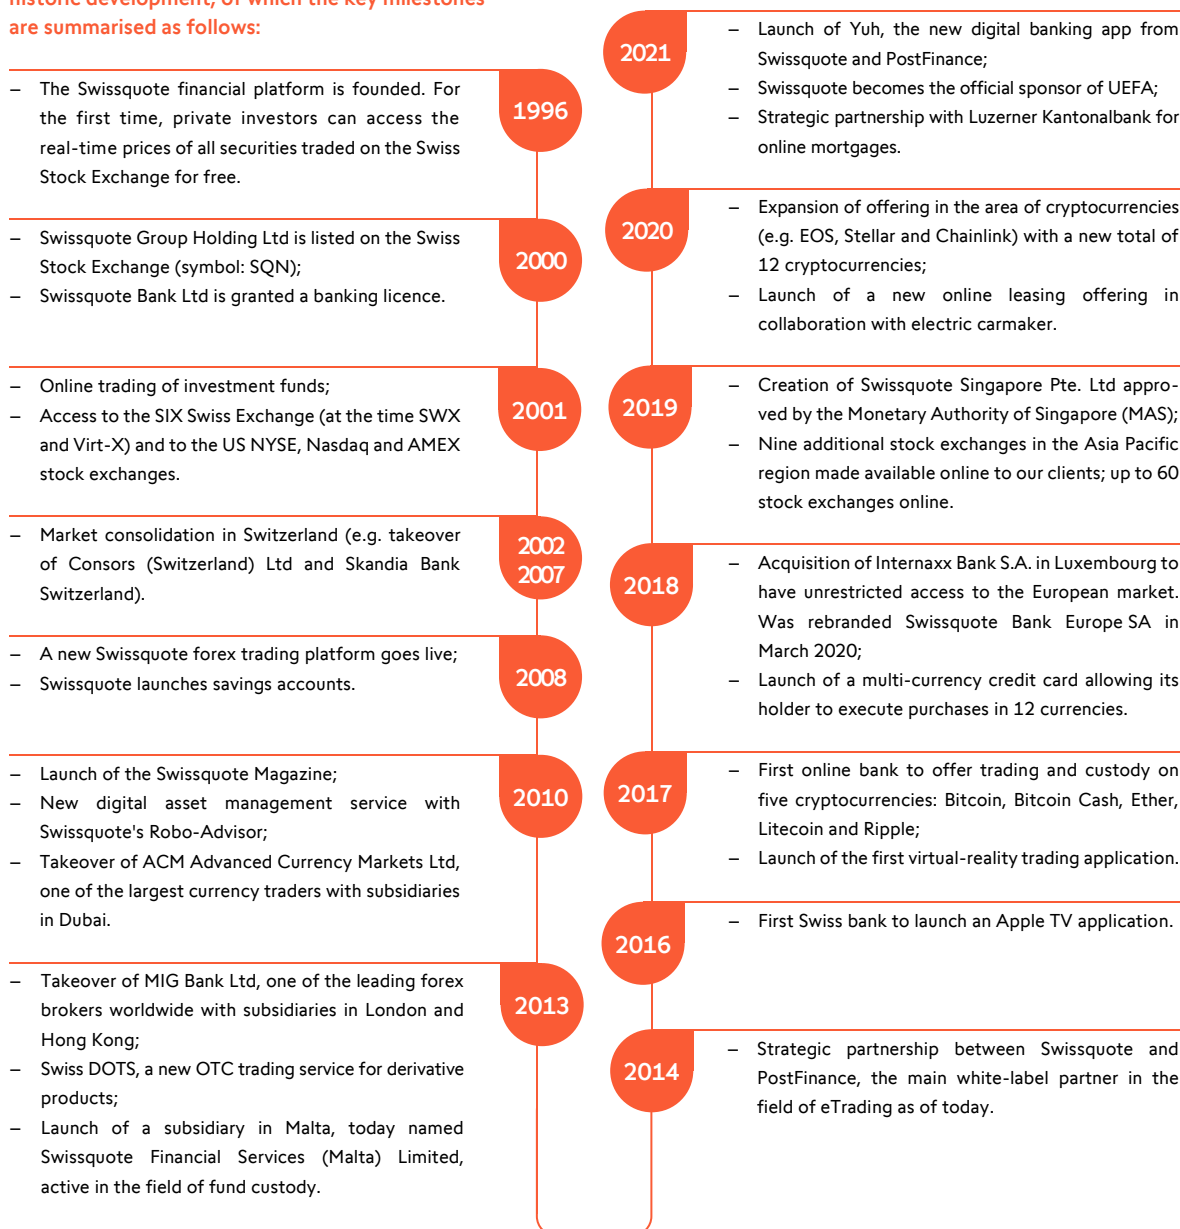 historic development, of which the key milestones
are summarised as follows:
– The Swissquote financial platform is founded. For
the first time, private investors can access the
real-time prices of all securities traded on the Swiss
Stock Exchange for free.
1996
– Swissquote Group Holding Ltd is listed on the Swiss
Stock Exchange (symbol: SQN);
– Swissquote Bank Ltd is granted a banking licence.
2000
– Online trading of investment funds;
– Access to the SIX Swiss Exchange (at the time SWX
and Virt-X) and to the US NYSE, Nasdaq and AMEX
stock exchanges.
2001
– Market consolidation in Switzerland (e.g. takeover
of Consors (Switzerland) Ltd and Skandia Bank
Switzerland).
2002
2007
– A new Swissquote forex trading platform goes live;
– Swissquote launches savings accounts.
2008
– Launch of the Swissquote Magazine;
– New digital asset management service with
Swissquote's Robo-Advisor;
– Takeover of ACM Advanced Currency Markets Ltd,
one of the largest currency traders with subsidiaries
in Dubai.
2010
– Takeover of MIG Bank Ltd, one of the leading forex
brokers worldwide with subsidiaries in London and
Hong Kong;
– Swiss DOTS, a new OTC trading service for derivative
products;
– Launch of a subsidiary in Malta, today named
Swissquote Financial Services (Malta) Limited,
active in the field of fund custody.
2013
2021
– Launch of Yuh, the new digital banking app from
Swissquote and PostFinance;
– Swissquote becomes the official sponsor of UEFA;
– Strategic partnership with Luzerner Kantonalbank for
online mortgages.
2020
– Expansion of offering in the area of cryptocurrencies
(e.g. EOS, Stellar and Chainlink) with a new total of
12 cryptocurrencies;
– Launch of a new online leasing offering in
collaboration with electric carmaker.
2019
– Creation of Swissquote Singapore Pte. Ltd appro-
ved by the Monetary Authority of Singapore (MAS);
– Nine additional stock exchanges in the Asia Pacific
region made available online to our clients; up to 60
stock exchanges online.
2018
– Acquisition of Internaxx Bank S.A. in Luxembourg to
have unrestricted access to the European market.
Was rebranded Swissquote Bank Europe SA in
March 2020;
– Launch of a multi-currency credit card allowing its
holder to execute purchases in 12 currencies.
2017
– First online bank to offer trading and custody on
five cryptocurrencies: Bitcoin, Bitcoin Cash, Ether,
Litecoin and Ripple;
– Launch of the first virtual-reality trading application.
2016
– First Swiss bank to launch an Apple TV application.
2014
– Strategic partnership between Swissquote and
PostFinance, the main white-label partner in the
field of eTrading as of today.